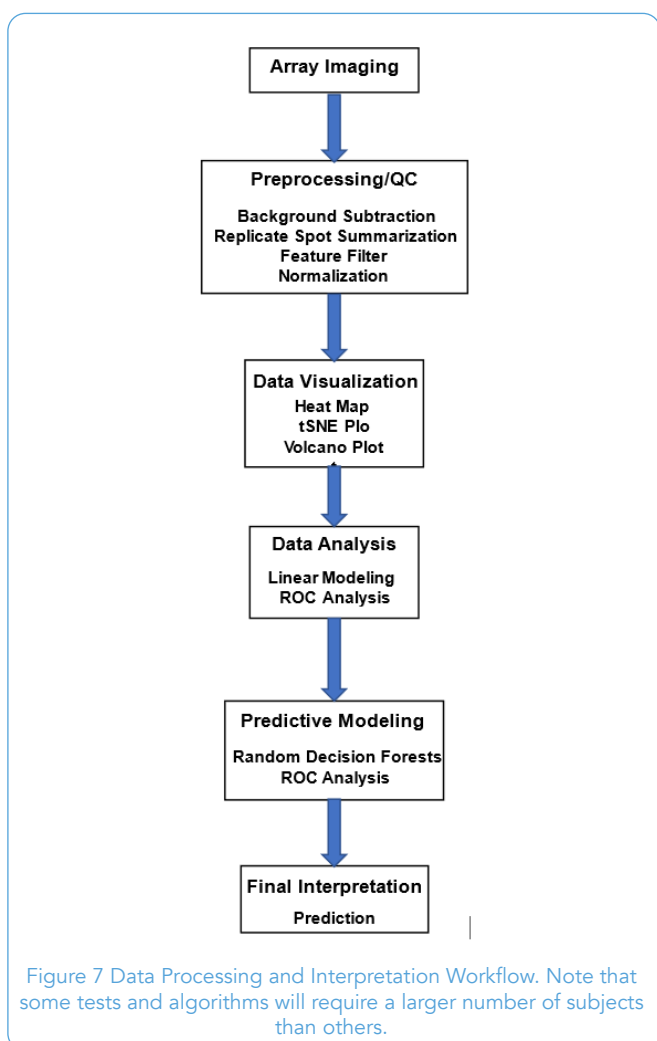 Array Imaging
Preprocessing/QC
Background Subtraction
Replicate Spot Summarization
Feature Filter
Normalization
Data Visualization
Heat Map
tSNE Plo
Volcano Plot
Data Analysis
Linear Modeling
ROC Analysis
Predictive Modeling
Random Decision Forests
ROC Analysis
Final Interpretation
Prediction
Figure 7 Data Processing and Interpretation Workflow. Note that
some tests and algorithms will require a larger number of subjects
than others.